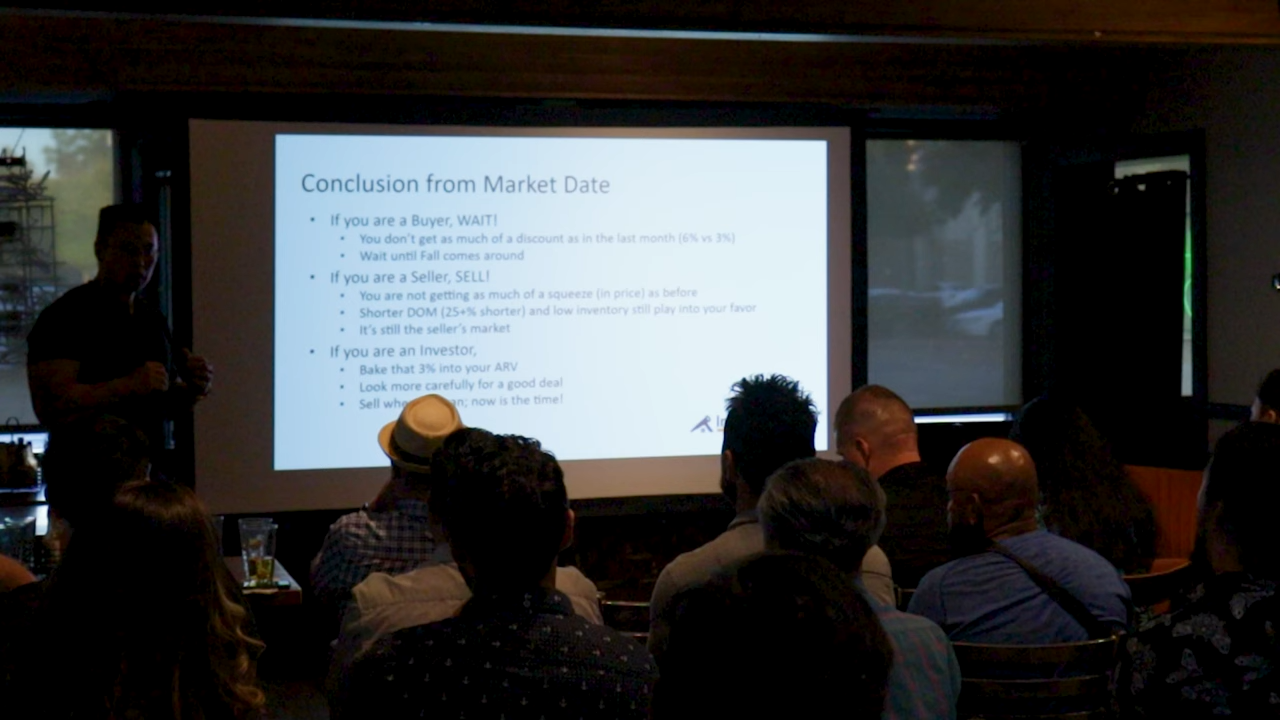 Conclusion from Market Date
• If you are a Buyer, WAIT!
• You don't get as much of a discount as in the last month (6% vs 3%)
• Wait until Fall comes around
• If you are a Seller, SELL!
• You are not getting as much of a squeeze (in price) as before
• Shorter DOM (25+% shorter) and low inventory still play into your favor
• It's still the seller's market
• If you are an Investor,
• Bake that 3% into your ARV
• Look more carefully for a good deal
• Sell now is the time!